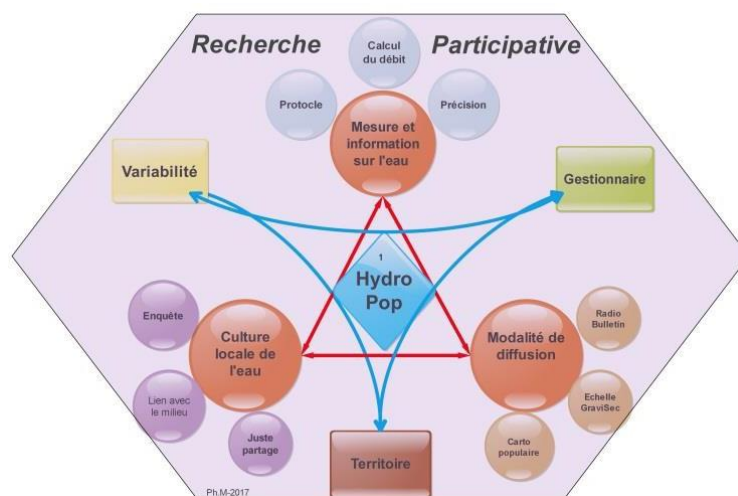 Recherche
Participative
Calcul
du débit
Protocle
Précision
Mesure et
information
sur l'eau
Variabilité
Gestionnaire
1
Hydro
Pop
Enquête
Culture
locale de
l'eau
Modalité de
diffusion
Radio
Bulletin
Lien avec
le milieu
Echelle
GraviSec
Juste
partage
Carto
populaire
Territoire
Ph.M-2017